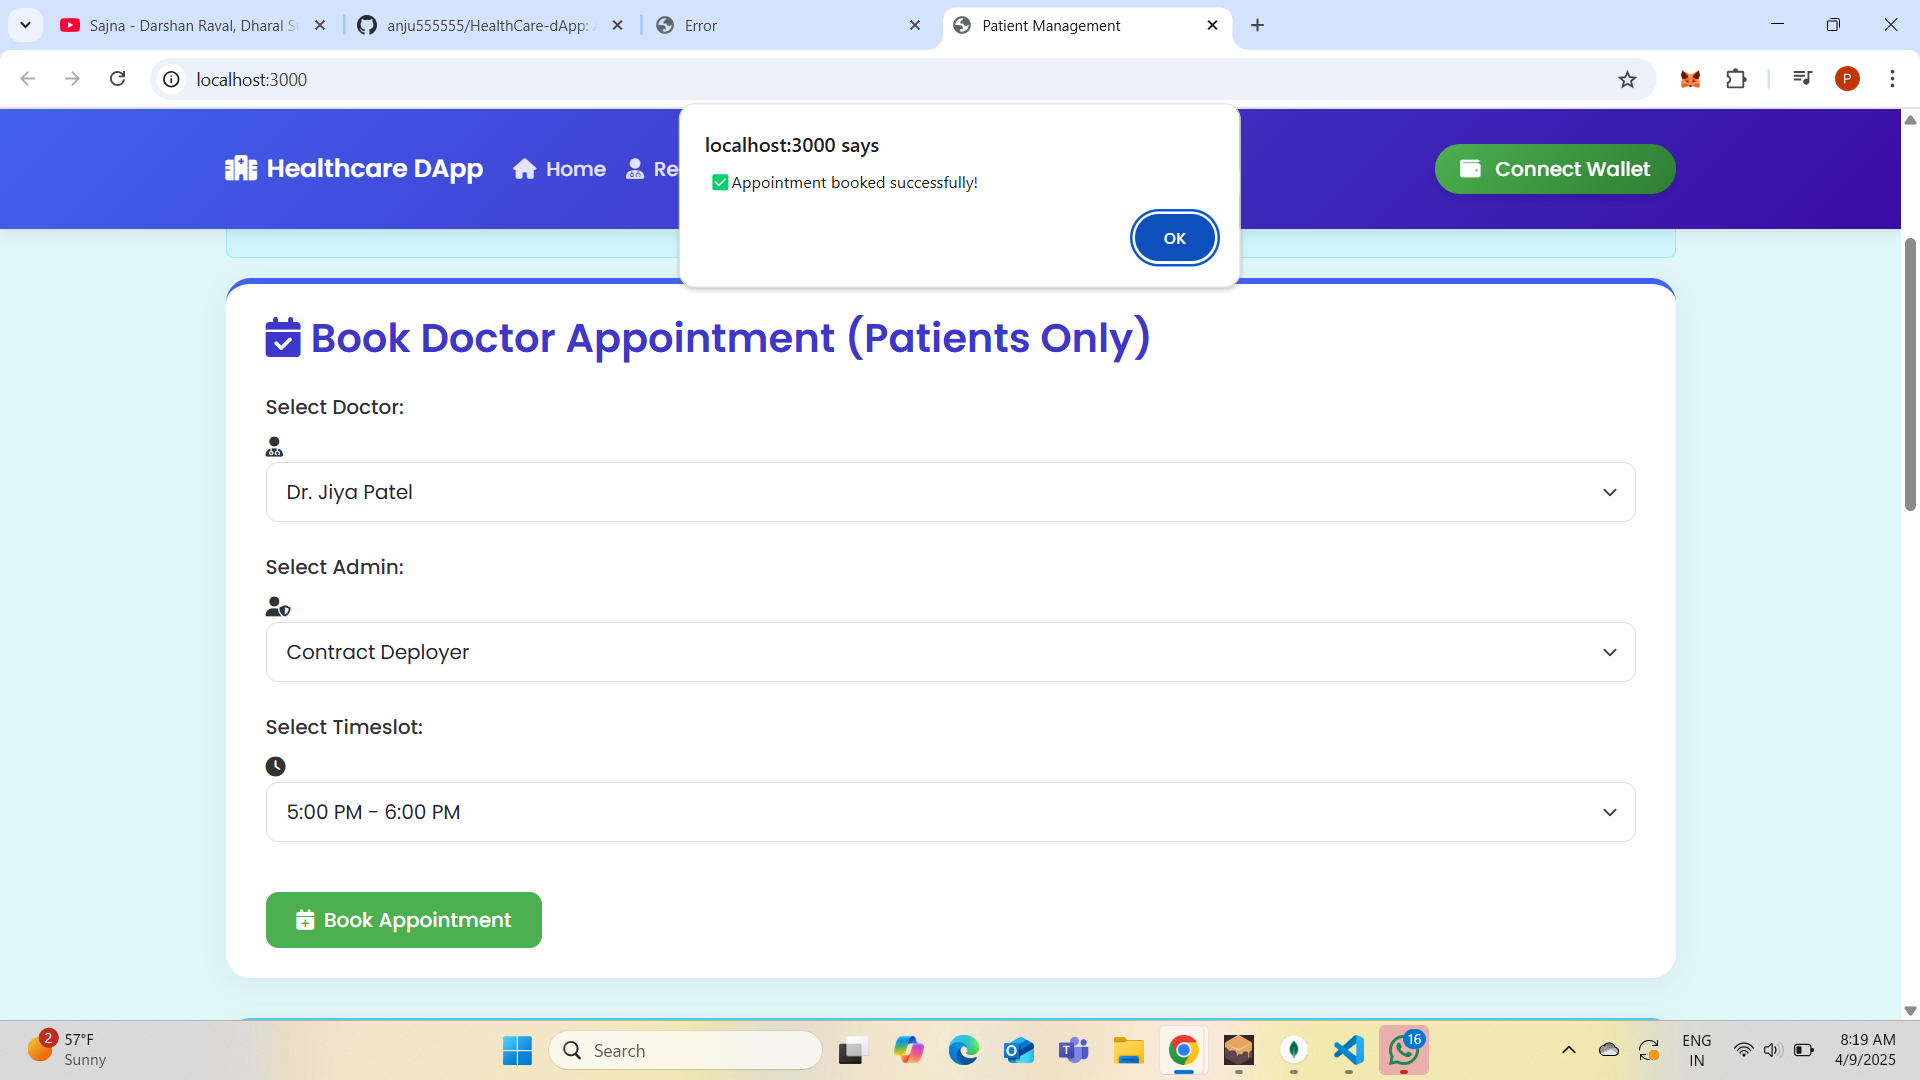 Sajna - Darshan Raval, Dharal S
anju555555/HealthCare-dApp:
Error
Patient Management
localhost:3000
P
localhost:3000 says
✅Appointment booked successfully!
OK
Healthcare DApp
Home
Re
Connect Wallet
Book Doctor Appointment (Patients Only)
Select Doctor:
Dr. Jiya Patel
Select Admin:
Contract Deployer
Select Timeslot:
5:00 PM - 6:00 PM
Book Appointment
2
57°F
Sunny
Search
16
ENG
IN
8:19 AM
4/9/2025